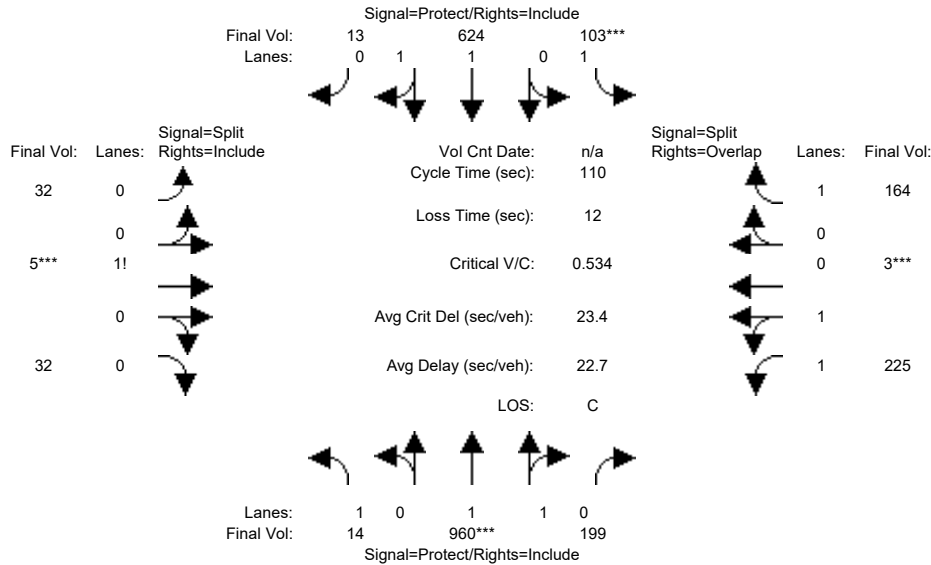 Signal=Protect/Rights=Include
Final Vol: 13 624 103***
Lanes: 0 1 1 0 1
Signal=Split
Final Vol: Lanes: Rights=Include
Vol Cnt Date: n/a
Signal=Split
Rights=Overlap Lanes: Final Vol:
Cycle Time (sec): 110
32 0
1 164
Loss Time (sec): 12
0
0
5*** 1!
Critical V/C: 0.534
0 3***
0
Avg Crit Del (sec/veh): 23.4
1
32 0
Avg Delay (sec/veh): 22.7
1 225
LOS: C
Lanes: 1 0 1 1 0
Final Vol: 14 960*** 199
Signal=Protect/Rights=Include